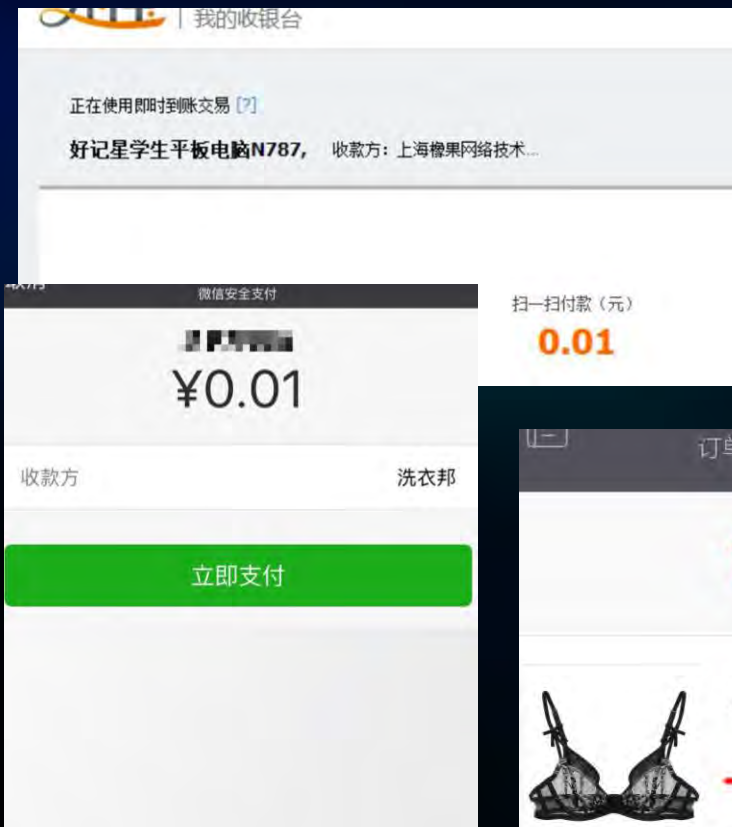 我的收银台
正在使用即时到账交易 [?]
好记星学生平板电脑N787, 收款方：上海橡果网络技术...
扫一扫付款（元）
0.01
微信安全支付
¥0.01
收款方 洗衣邦
立即支付
订单